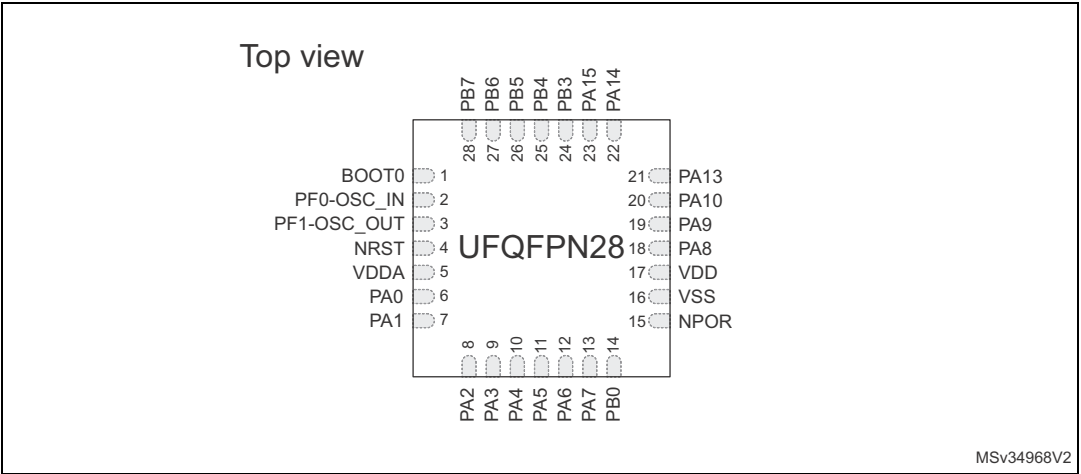 Top view
PB7
PB6
PB5
PB4
PB3
PA15
PA14
28
27
26
25
24
23
22
BOOT0 1
PF0-OSC_IN 2
PF1-OSC_OUT 3
NRST 4
VDDA 5
PA0 6
PA1 7
UFQFPN28
21 PA13
20 PA10
19 PA9
18 PA8
17 VDD
16 VSS
15 NPOR
8
9
10
11
12
13
14
PA2
PA3
PA4
PA5
PA6
PA7
PB0
MSv34968V2